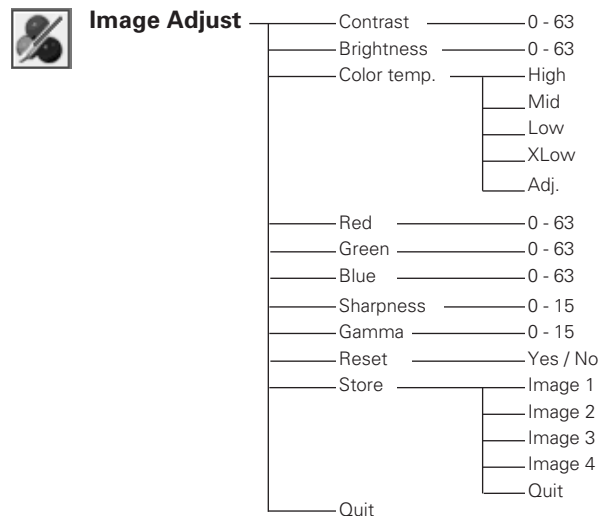 Image Adjust Contrast 0 - 63
Brightness 0 - 63
Color temp. High
Mid
Low
XLow
Adj.
Red 0 - 63
Green 0 - 63
Blue 0 - 63
Sharpness 0 - 15
Gamma 0 - 15
Reset Yes / No
Store Image 1
Image 2
Image 3
Image 4
Quit
Quit